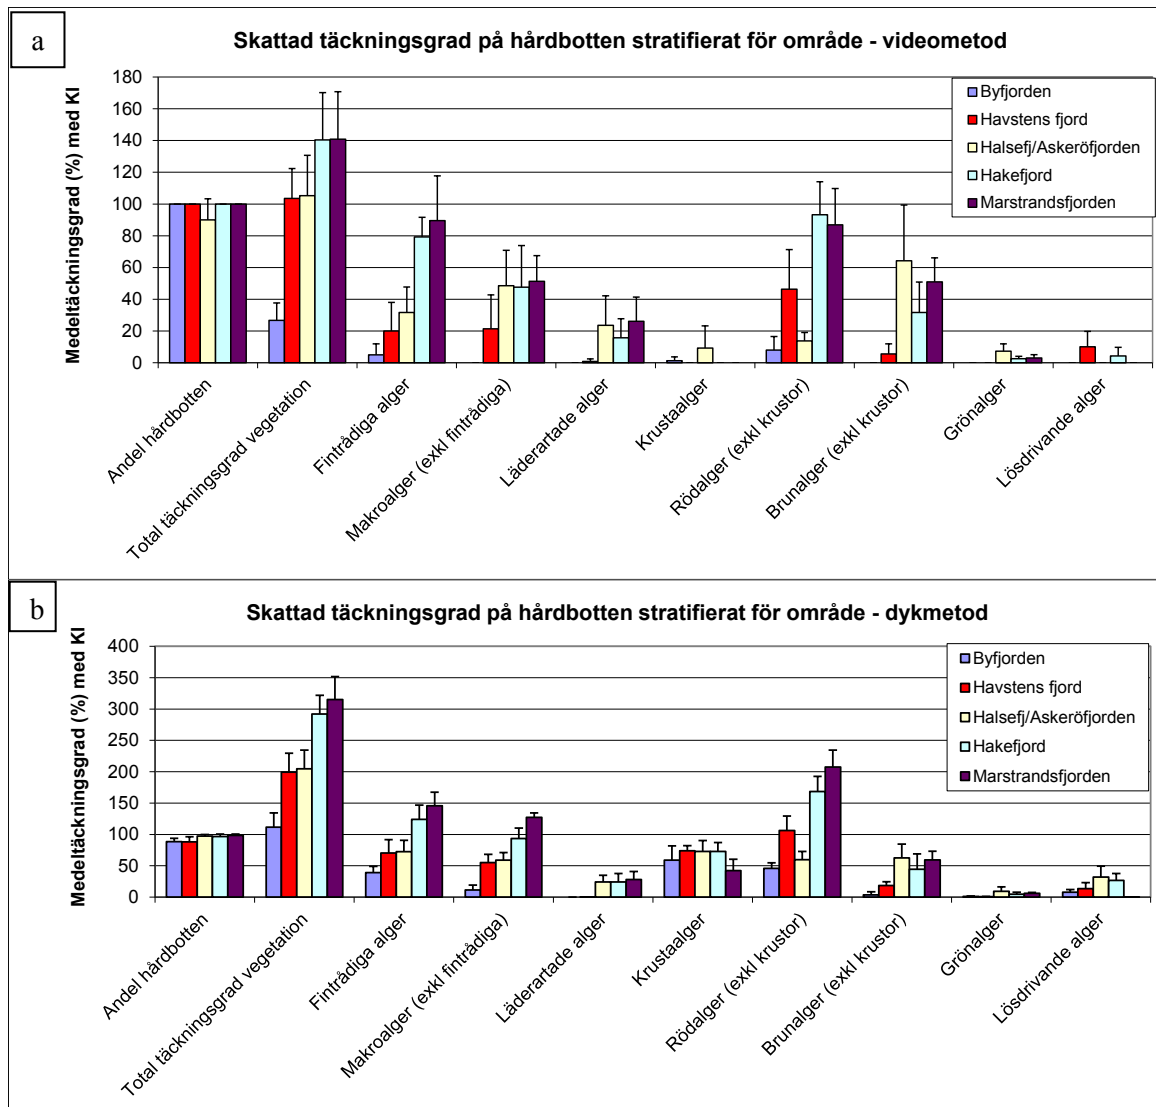 a
Skattad täckningsgrad på hårdbotten stratifierat för område - videometod
Medeltäckningsgrad (%) med KI
180
160
140
120
100
80
60
40
20
0
Byfjorden
Havstens fjord
Halsefj/Askeröfjorden
Hakefjord
Marstrandsfjorden
Andel hårdbotten
Total täckningsgrad vegetation
Fintrådiga alger
Makroalger (exkl fintrådiga)
Läderartade alger
Krustaalger
Rödalger (exkl krustor)
Brunalger (exkl krustor)
Grönalger
Lösdrivande alger
b
Skattad täckningsgrad på hårdbotten stratifierat för område - dykmetod
Medeltäckningsgrad (%) med KI
400
350
300
250
200
150
100
50
0
Byfjorden
Havstens fjord
Halsefj/Askeröfjorden
Hakefjord
Marstrandsfjorden
Andel hårdbotten
Total täckningsgrad vegetation
Fintrådiga alger
Makroalger (exkl fintrådiga)
Läderartade alger
Krustaalger
Rödalger (exkl krustor)
Brunalger (exkl krustor)
Grönalger
Lösdrivande alger